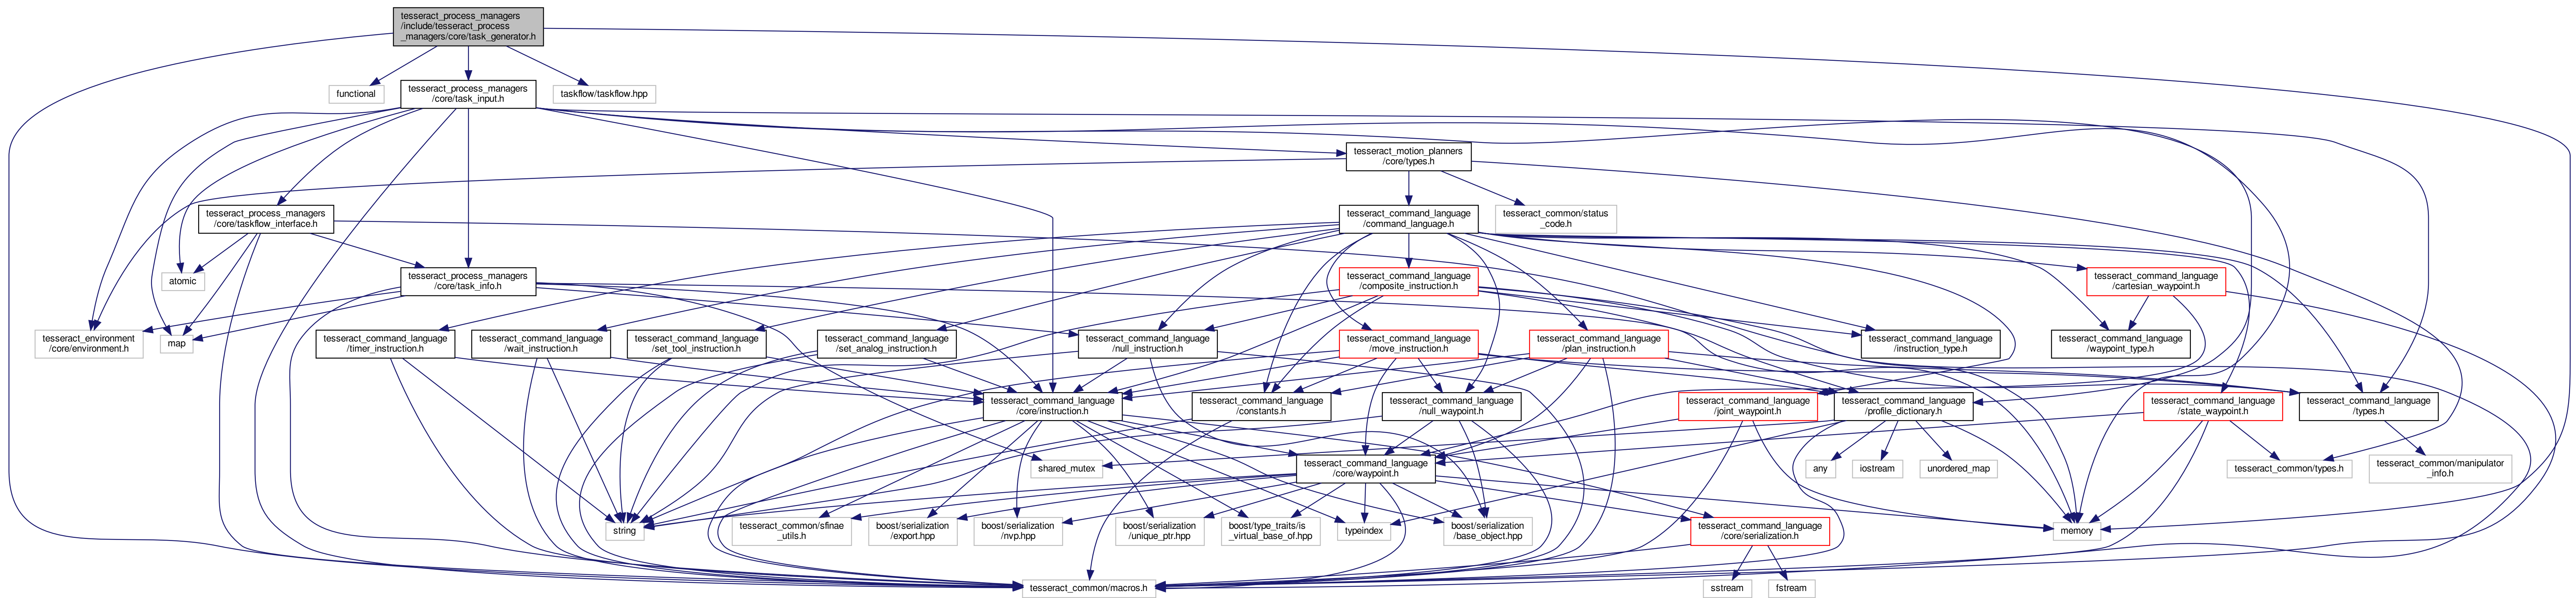 tesseract_process_managers
/include/tesseract_process
_managers/core/task_generator.h
functional
tesseract_process_managers
/core/task_input.h
taskflow/taskflow.hpp
tesseract_motion_planners
/core/types.h
tesseract_process_managers
/core/taskflow_interface.h
tesseract_command_language
/command_language.h
tesseract_common/status
_code.h
atomic
tesseract_process_managers
/core/task_info.h
tesseract_command_language
/composite_instruction.h
tesseract_command_language
/cartesian_waypoint.h
tesseract_environment
/core/environment.h
map
tesseract_command_language
/timer_instruction.h
tesseract_command_language
/wait_instruction.h
tesseract_command_language
/set_tool_instruction.h
tesseract_command_language
/set_analog_instruction.h
tesseract_command_language
/null_instruction.h
tesseract_command_language
/move_instruction.h
tesseract_command_language
/plan_instruction.h
tesseract_command_language
/instruction_type.h
tesseract_command_language
/waypoint_type.h
tesseract_command_language
/core/instruction.h
tesseract_command_language
/constants.h
tesseract_command_language
/null_waypoint.h
tesseract_command_language
/joint_waypoint.h
tesseract_command_language
/profile_dictionary.h
tesseract_command_language
/state_waypoint.h
tesseract_command_language
/types.h
shared_mutex
tesseract_command_language
/core/waypoint.h
any
iostream
unordered_map
tesseract_common/types.h
tesseract_common/manipulator
_info.h
string
tesseract_common/sfinae
_utils.h
boost/serialization
/export.hpp
boost/serialization
/nvp.hpp
boost/serialization
/unique_ptr.hpp
boost/type_traits/is
_virtual_base_of.hpp
typeindex
boost/serialization
/base_object.hpp
tesseract_command_language
/core/serialization.h
memory
tesseract_common/macros.h
sstream
fstream